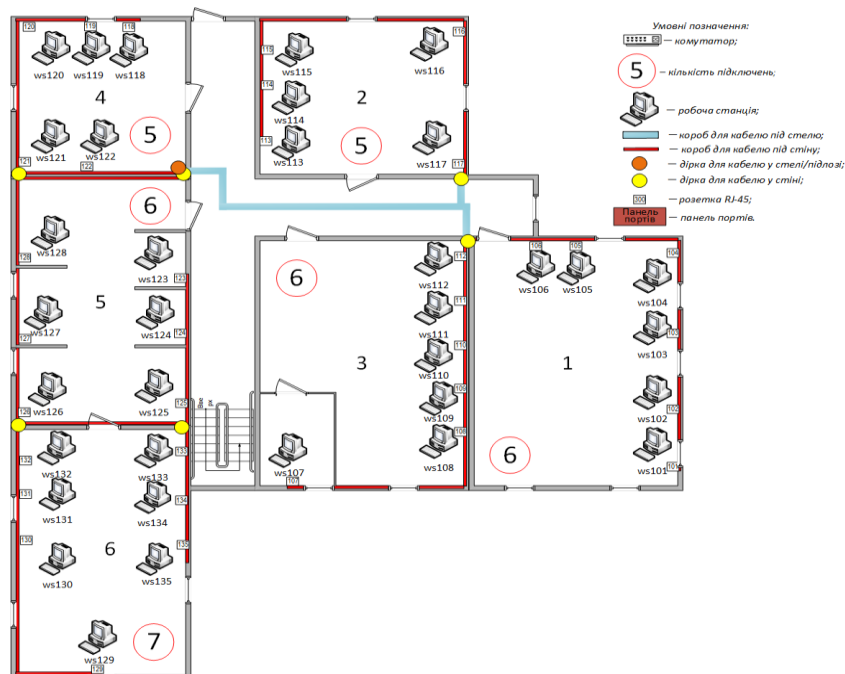 Умовні позначення:
— комутатор;
5 – кількість підключень;
— робоча станція;
— короб для кабелю під стелю;
— короб для кабелю під стіну;
— дірка для кабелю у стелі/підлозі;
— дірка для кабелю у стіні;
300 — розетка RJ-45;
Панель портів — панель портів.
120 119 118
ws120 ws119 ws118
4
5
ws121 ws122
121 122
115 116
ws115 ws116
114
ws114
2
113
ws113
5
ws117
117
6
ws128
128
ws123
123
5
ws127
127
ws124
124
ws126
126
ws125
125
Вве рх
6
112
ws112
111
ws111
110
ws110
3
109
ws109
108
ws108
ws107
107
106 105 104
ws106 ws105 ws104
103
ws103
1
102
ws102
6
ws101
101
132
ws132
133
ws133
131
ws131
134
ws134
130
ws130
6
135
ws135
ws129
129
7